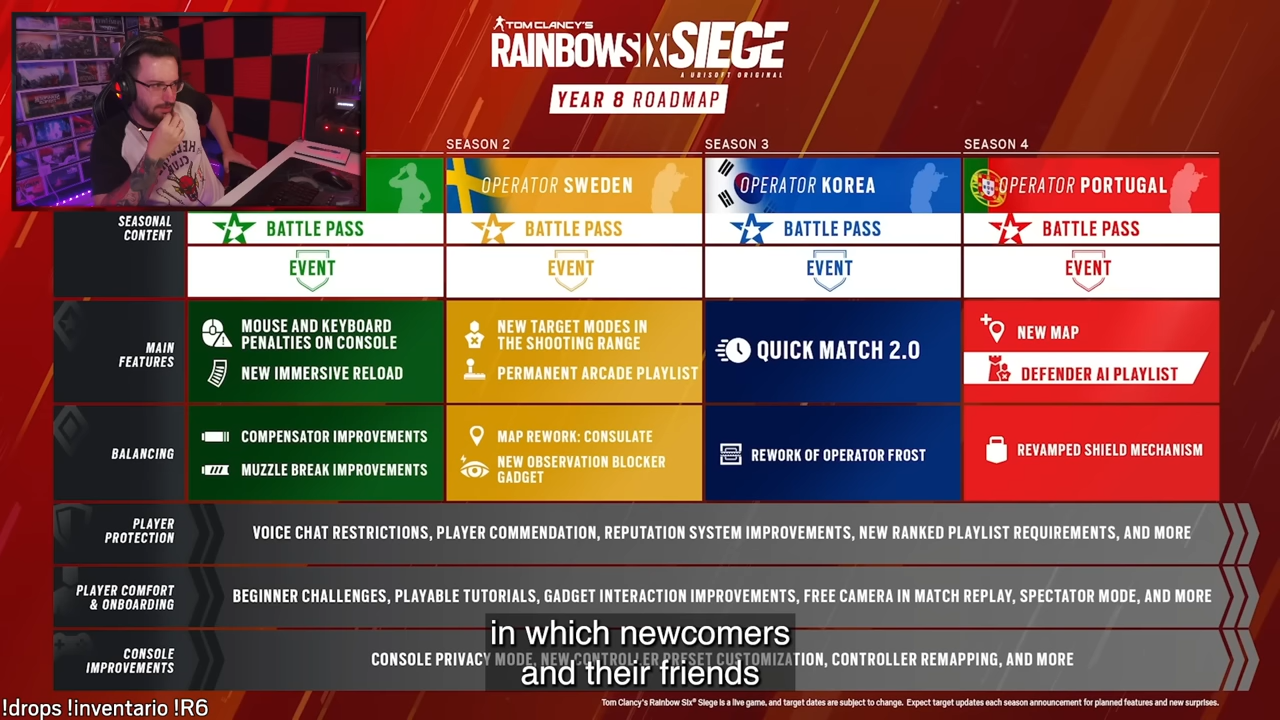 TOM CLANCY'S
RAINBOWSIX SIEGE
A UBISOFT ORIGINAL
YEAR 8 ROADMAP
SEASON 2
SEASON 3
SEASON 4
OPERATOR SWEDEN
OPERATOR KOREA
OPERATOR PORTUGAL
SEASONAL
CONTENT
BATTLE PASS
BATTLE PASS
BATTLE PASS
BATTLE PASS
EVENT
EVENT
EVENT
EVENT
MAIN
FEATURES
MOUSE AND KEYBOARD
PENALTIES ON CONSOLE
NEW IMMERSIVE RELOAD
NEW TARGET MODES IN
THE SHOOTING RANGE
PERMANENT ARCADE PLAYLIST
QUICK MATCH 2.0
NEW MAP
DEFENDER AI PLAYLIST
BALANCING
COMPENSATOR IMPROVEMENTS
MUZZLE BREAK IMPROVEMENTS
MAP REWORK: CONSULATE
NEW OBSERVATION BLOCKER
GADGET
REWORK OF OPERATOR FROST
REVAMPED SHIELD MECHANISM
PLAYER
PROTECTION
VOICE CHAT RESTRICTIONS, PLAYER COMMENDATION, REPUTATION SYSTEM IMPROVEMENTS, NEW RANKED PLAYLIST REQUIREMENTS, AND MORE
PLAYER COMFORT
& ONBOARDING
BEGINNER CHALLENGES, PLAYABLE TUTORIALS, GADGET INTERACTION IMPROVEMENTS, FREE CAMERA IN MATCH REPLAY, SPECTATOR MODE, AND MORE
in which newcomers
and their friends
CONSOLE
IMPROVEMENTS
CONSOLE PRIVACY MODE, NEW CONTROLLER PRESET CUSTOMIZATION, CONTROLLER REMAPPING, AND MORE
!drops !inventario !R6
Tom Clancy's Rainbow Six® Siege is a live game, and target dates are subject to change. Expect target updates each season announcement for planned features and new surprises.